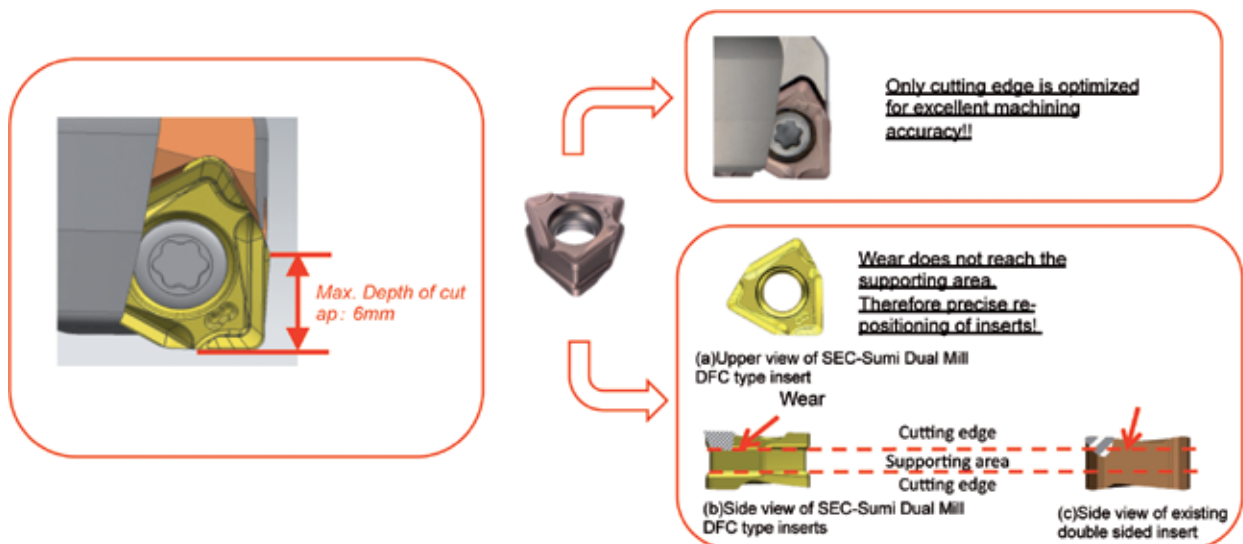 Max. Depth of cut
ap: 6mm
Only cutting edge is optimized
for excellent machining
accuracy!!
Wear does not reach the
supporting area.
Therefore precise re-
positioning of inserts!
(a)Upper view of SEC-Sumi Dual Mill
DFC type insert
Wear
Cutting edge
Supporting area
Cutting edge
(b)Side view of SEC-Sumi Dual Mill
DFC type inserts
(c)Side view of existing
double sided insert